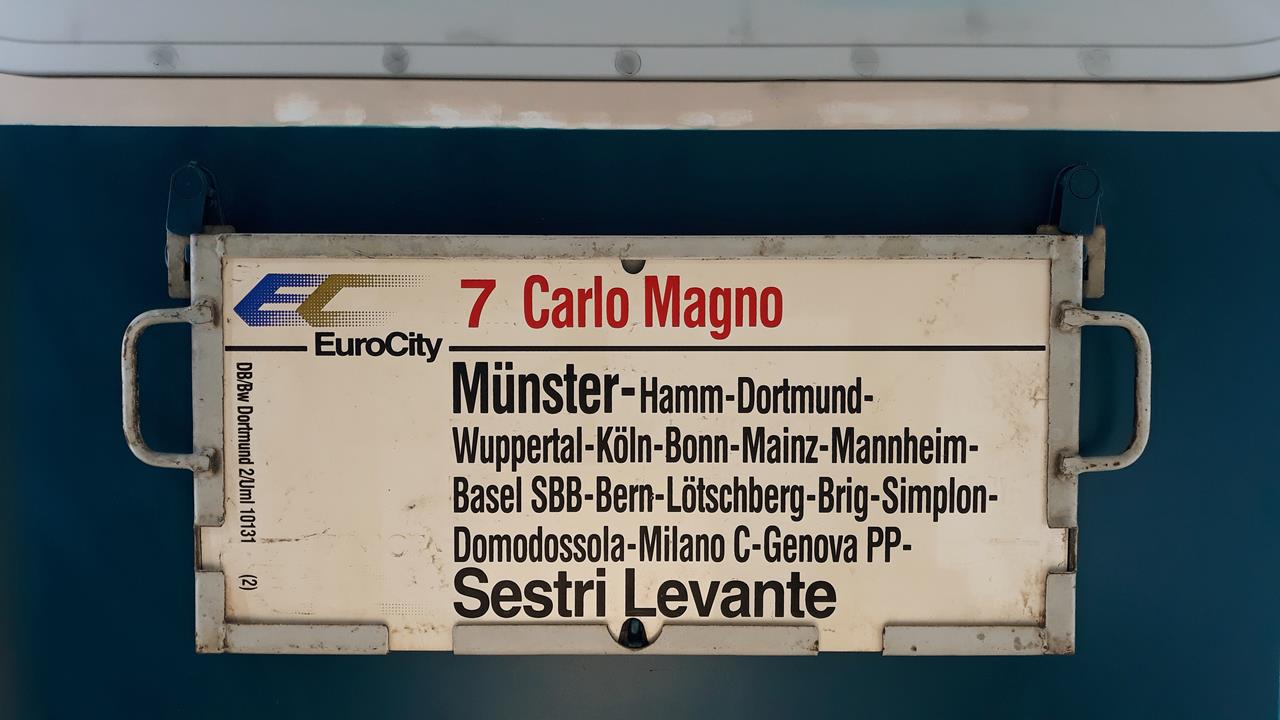 EC 7 Carlo Magno
EuroCity
Münster-Hamm-Dortmund-
Wuppertal-Köln-Bonn-Mainz-Mannheim-
Basel SBB-Bern-Lötschberg-Brig-Simplon-
Domodossola-Milano C-Genova PP-
Sestri Levante
DB/Bw Dortmund 2/Uml 10131 (2)